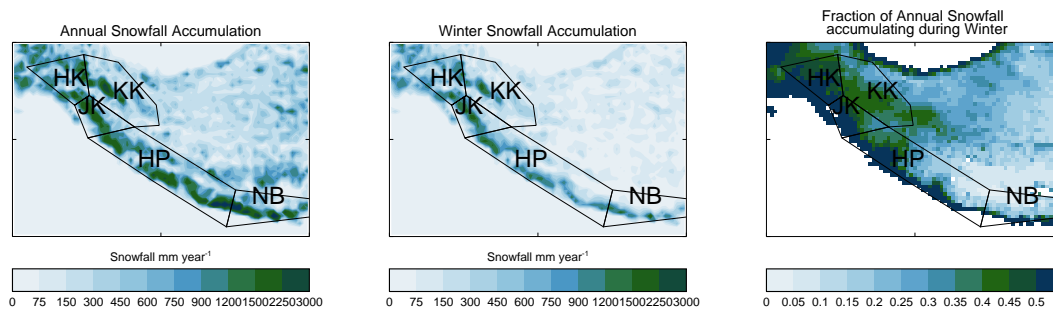 Annual Snowfall Accumulation
HK
KK
JK
HP
NB
Snowfall mm year-1
0 75 150 300 450 600 750 900 1200 1500 2250 3000
Winter Snowfall Accumulation
HK
KK
JK
HP
NB
Snowfall mm year-1
0 75 150 300 450 600 750 900 1200 1500 2250 3000
Fraction of Annual Snowfall
accumulating during Winter
HK
KK
JK
HP
NB
0 0.05 0.1 0.15 0.2 0.25 0.3 0.35 0.4 0.45 0.5